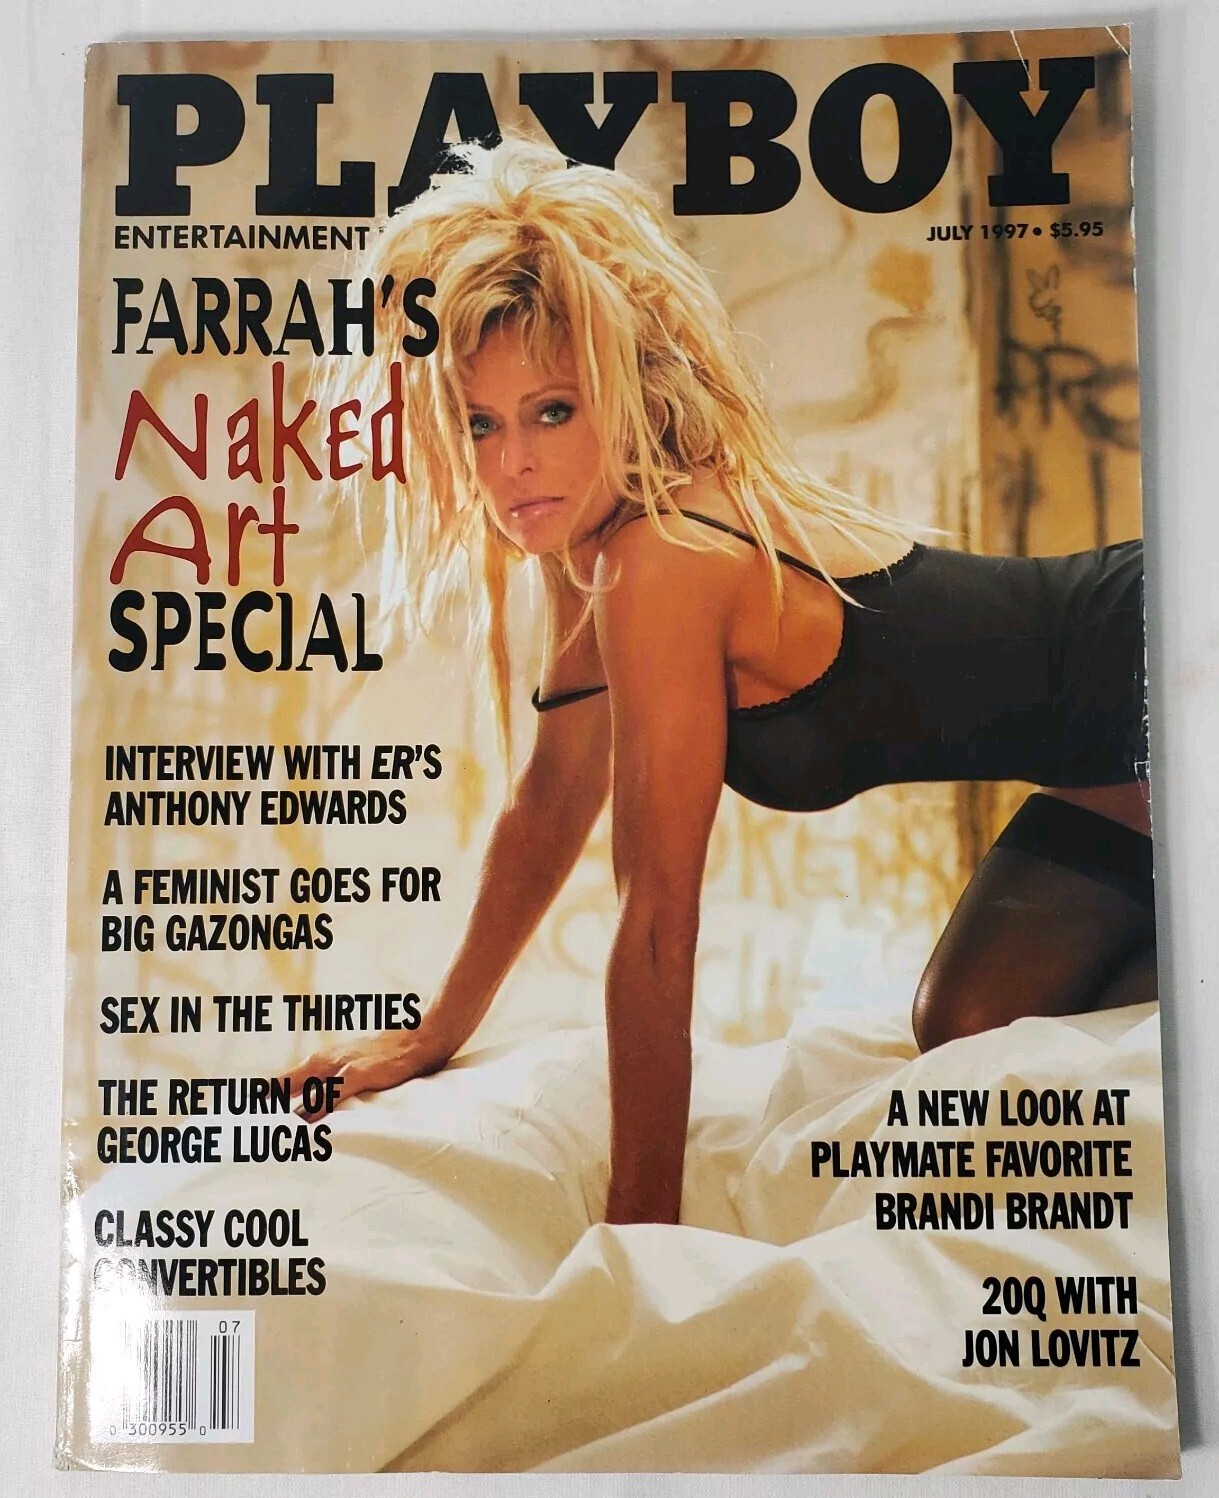 PLAYBOY
ENTERTAINMENT
JULY 1997 • $5.95
FARRAH'S
Naked
Art
SPECIAL
INTERVIEW WITH ER'S
ANTHONY EDWARDS
A FEMINIST GOES FOR
BIG GAZONGAS
SEX IN THE THIRTIES
THE RETURN OF
GEORGE LUCAS
CLASSY COOL
CONVERTIBLES
A NEW LOOK AT
PLAYMATE FAVORITE
BRANDI BRANDT
20Q WITH
JON LOVITZ
07
0 300955 0